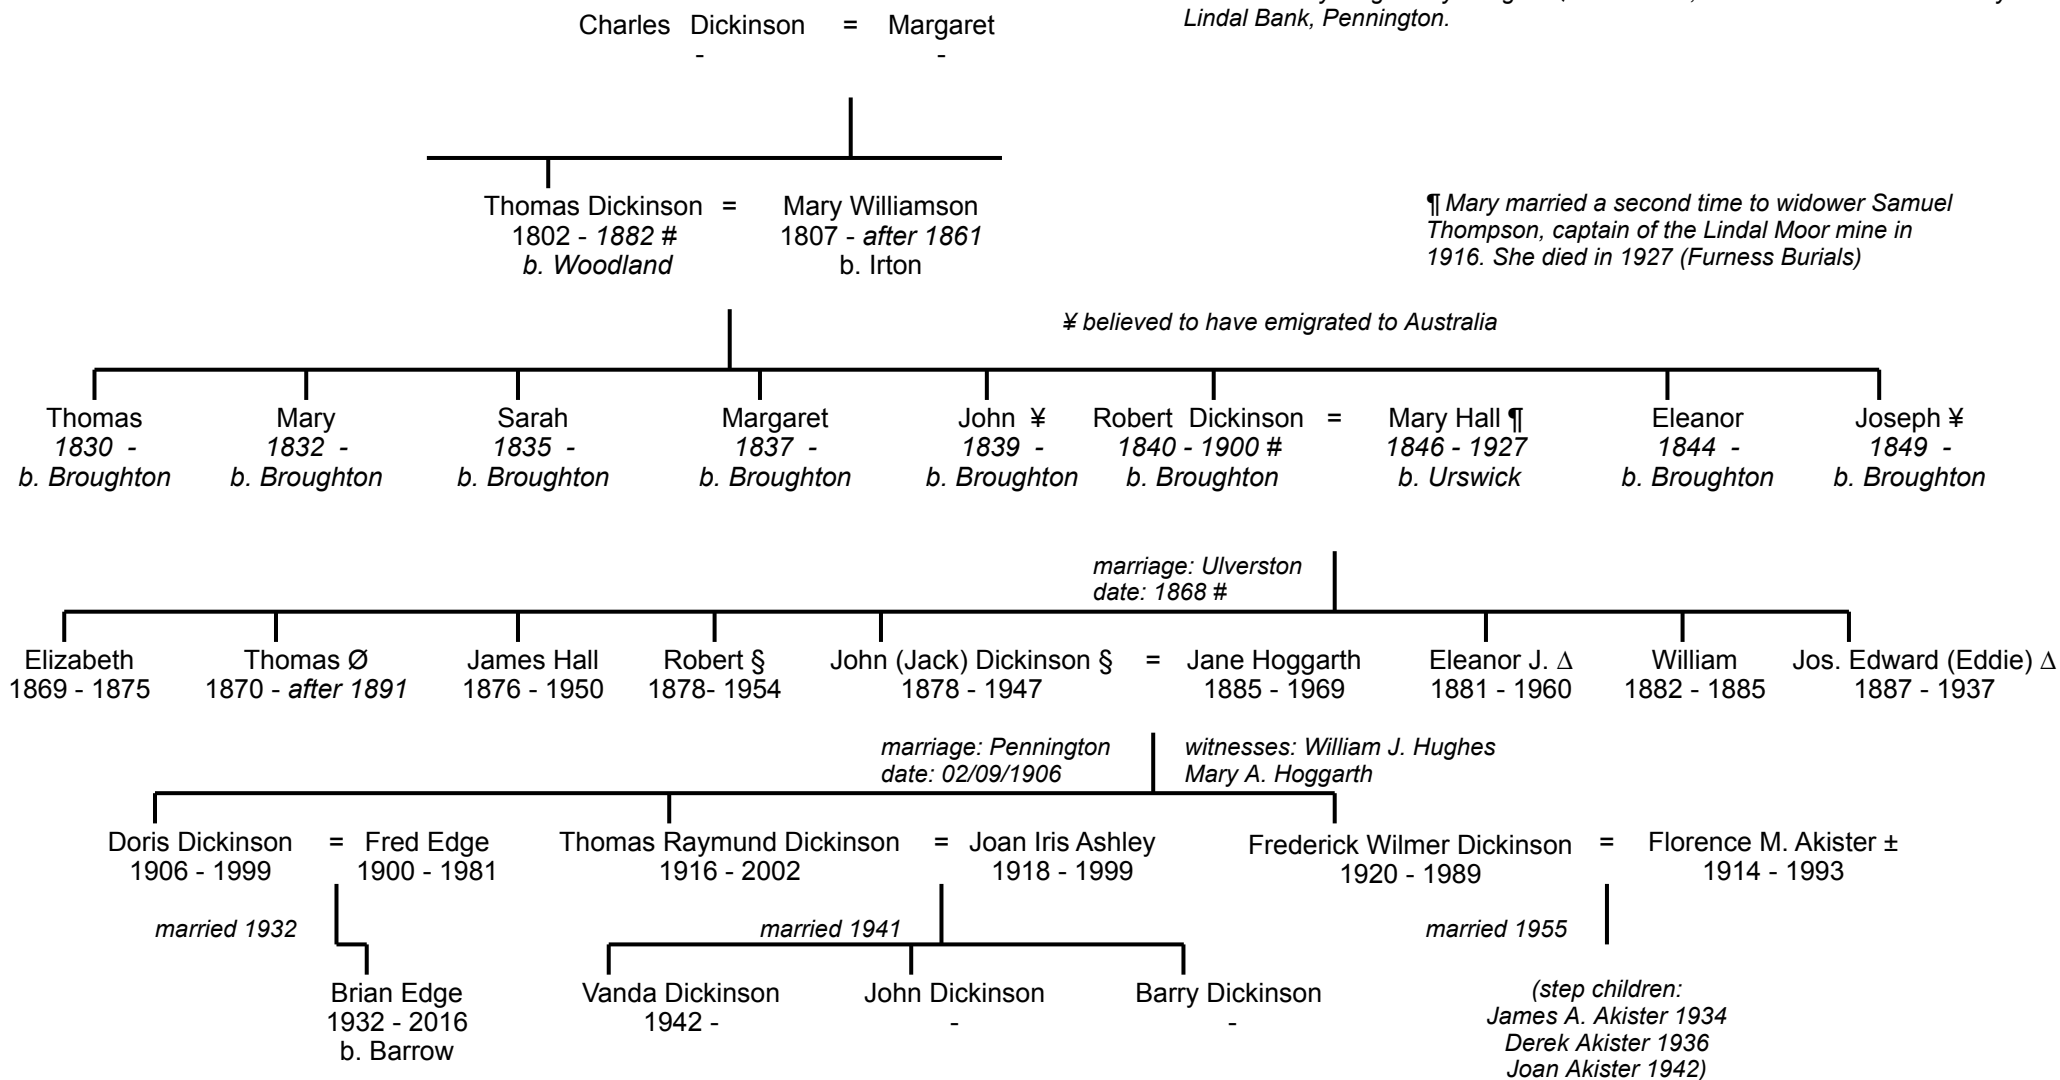 Charles Dickinson = Margaret
- -
Lindal Bank, Pennington.
Thomas Dickinson = Mary Williamson
1802 - 1882 # 1807 - after 1861
b. Woodland b. Irton
¶ Mary married a second time to widower Samuel
Thompson, captain of the Lindal Moor mine in
1916. She died in 1927 (Furness Burials)
¥ believed to have emigrated to Australia
Thomas Mary Sarah Margaret John ¥ Robert Dickinson = Mary Hall ¶ Eleanor Joseph ¥
1830 - 1832 - 1835 - 1837 - 1839 - 1840 - 1900 # 1846 - 1927 1844 - 1849 -
b. Broughton b. Broughton b. Broughton b. Broughton b. Broughton b. Broughton b. Urswick b. Broughton b. Broughton
marriage: Ulverston
date: 1868 #
Elizabeth Thomas Ø James Hall Robert § John (Jack) Dickinson § = Jane Hoggarth Eleanor J. Δ William Jos. Edward (Eddie) Δ
1869 - 1875 1870 - after 1891 1876 - 1950 1878- 1954 1878 - 1947 1885 - 1969 1881 - 1960 1882 - 1885 1887 - 1937
marriage: Pennington witnesses: William J. Hughes
date: 02/09/1906 Mary A. Hoggarth
Doris Dickinson = Fred Edge Thomas Raymund Dickinson = Joan Iris Ashley Frederick Wilmer Dickinson = Florence M. Akister ±
1906 - 1999 1900 - 1981 1916 - 2002 1918 - 1999 1920 - 1989 1914 - 1993
married 1932 married 1941 married 1955
Brian Edge Vanda Dickinson John Dickinson Barry Dickinson
1932 - 2016 1942 - - -
b. Barrow
(step children:
James A. Akister 1934
Derek Akister 1936
Joan Akister 1942)